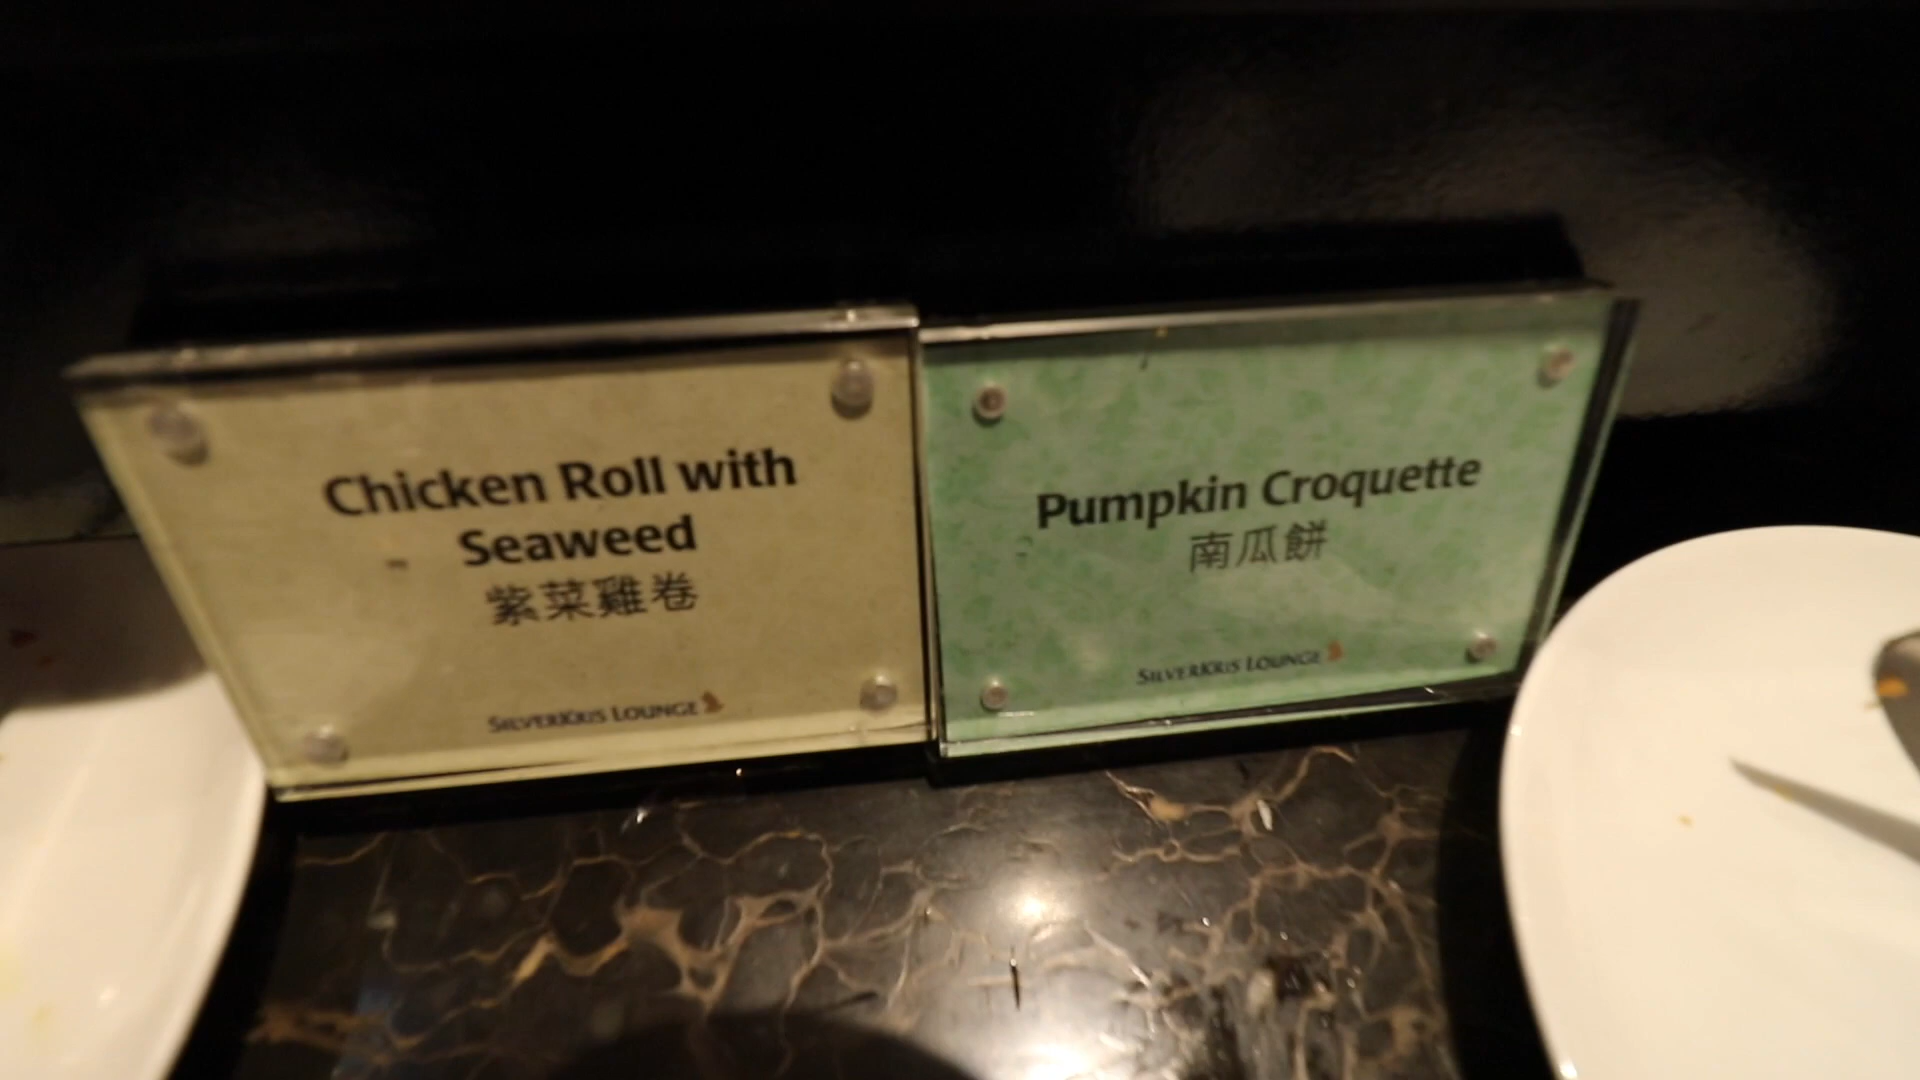 Chicken Roll with
Seaweed
紫菜雞卷
SILVERKRIS LOUNGE
Pumpkin Croquette
南瓜餅
SILVERKRIS LOUNGE